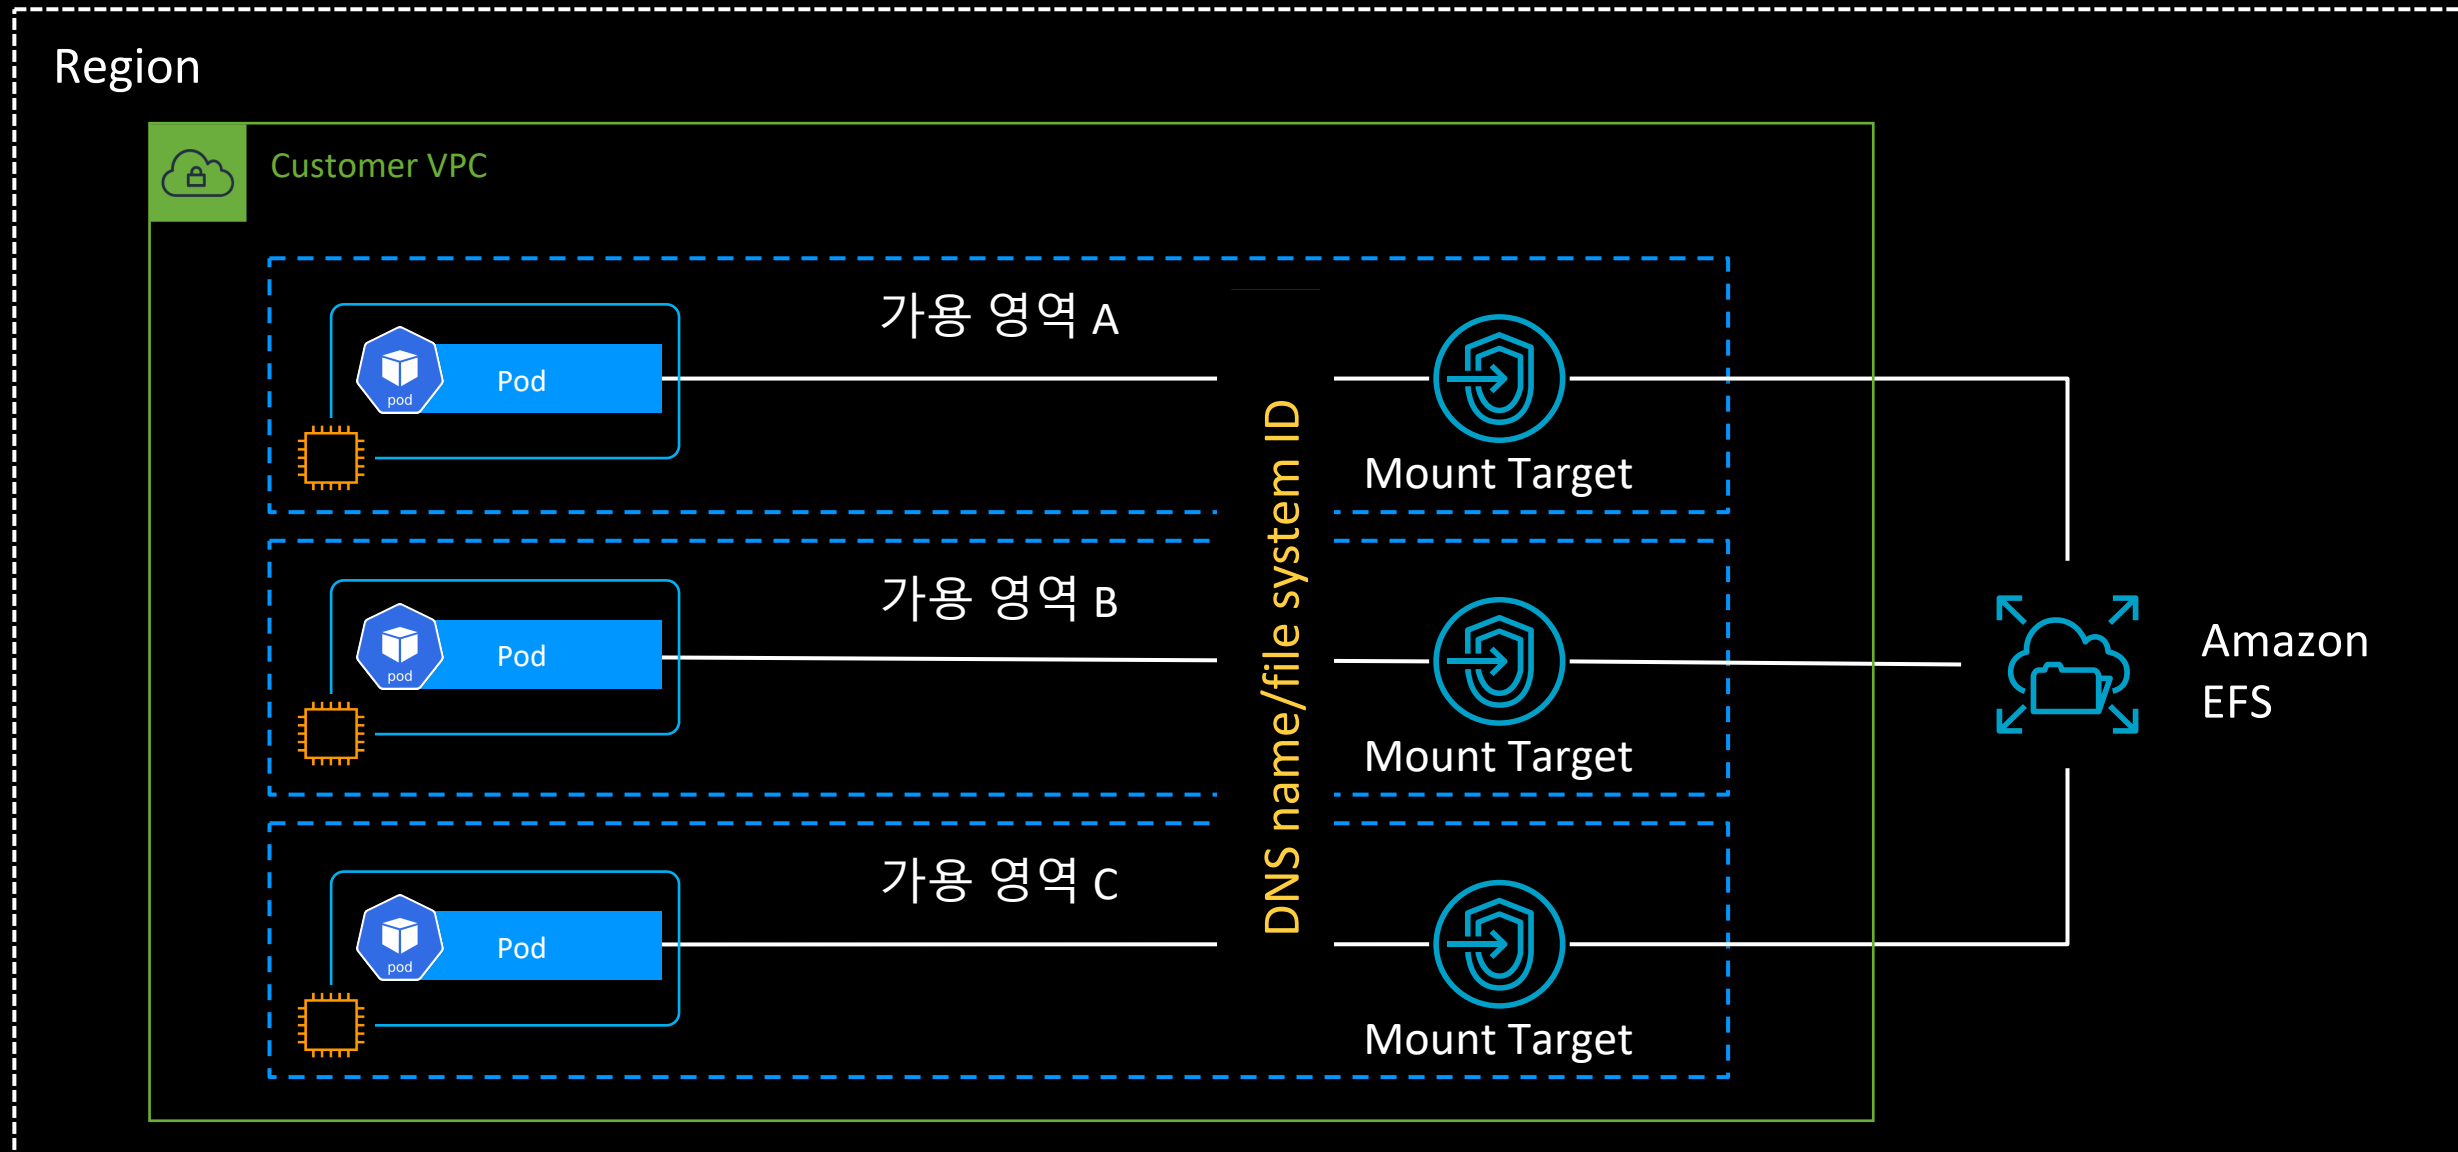 Region
Customer VPC
가용 영역 A
pod
Pod
Mount Target
가용 영역 B
pod
Pod
Mount Target
가용 영역 C
pod
Pod
Mount Target
DNS name/file system ID
Amazon
EFS